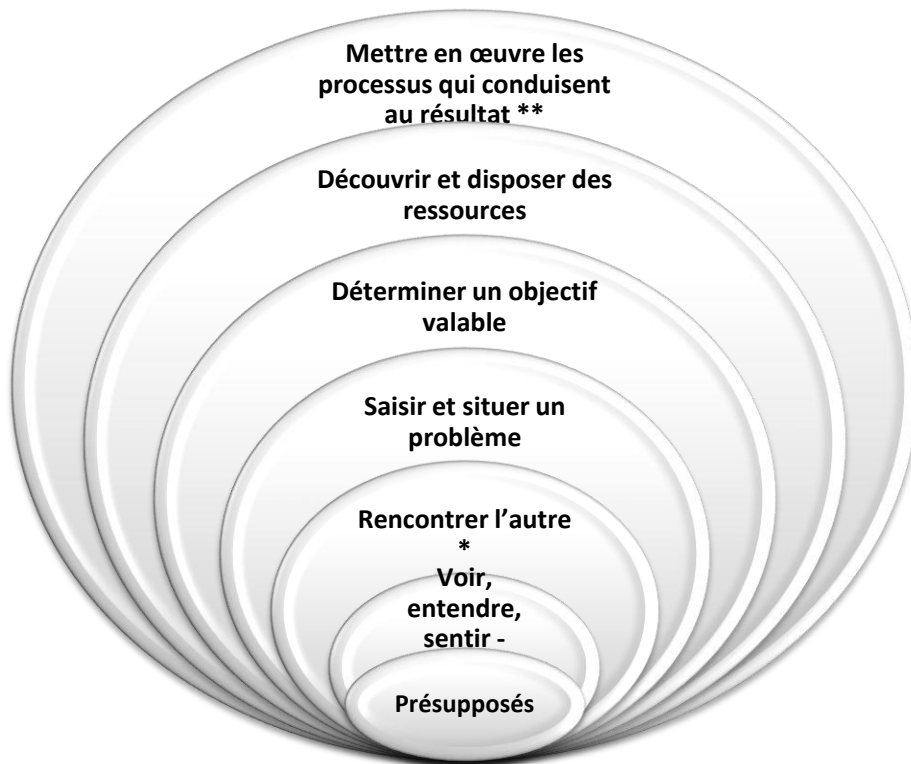 Mettre en œuvre les
processus qui conduisent
au résultat **
Découvrir et disposer des
ressources
Déterminer un objectif
valable
Saisir et situer un
problème
Rencontrer l’autre
*
Voir,
entendre,
sentir -
Présupposés